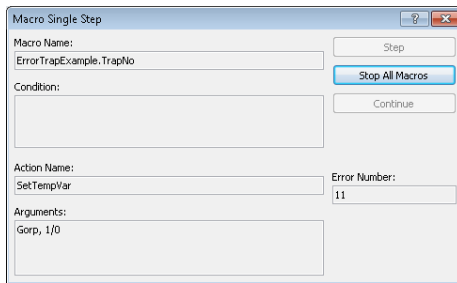 Macro Single Step
Macro Name:
ErrorTrapExample.TrapNo
Condition:
Action Name:
SetTempVar
Arguments:
Gorp, 1/0
Step
Stop All Macros
Continue
Error Number:
11